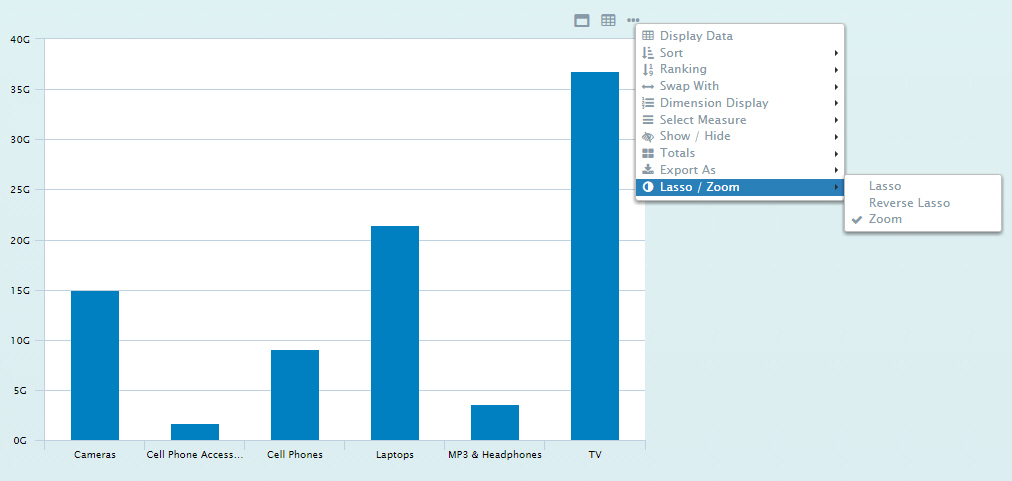 40G
35G
30G
25G
20G
15G
10G
5G
0G
Cameras
Cell Phone Access...
Cell Phones
Laptops
MP3 & Headphones
TV
Display Data
Sort
Ranking
Swap With
Dimension Display
Select Measure
Show / Hide
Totals
Export As
Lasso / Zoom
Lasso
Reverse Lasso
Zoom